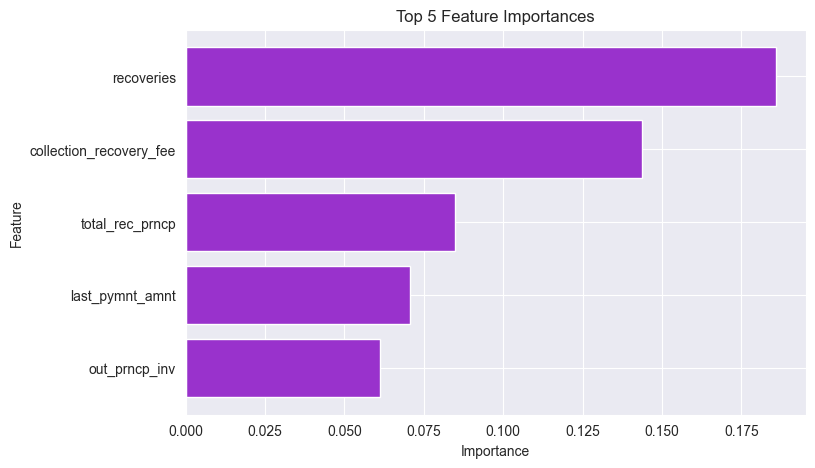 Top 5 Feature Importances
Feature
recoveries
collection_recovery_fee
total_rec_prncp
last_pymnt_amnt
out_prncp_inv
0.000 0.025 0.050 0.075 0.100 0.125 0.150 0.175
Importance